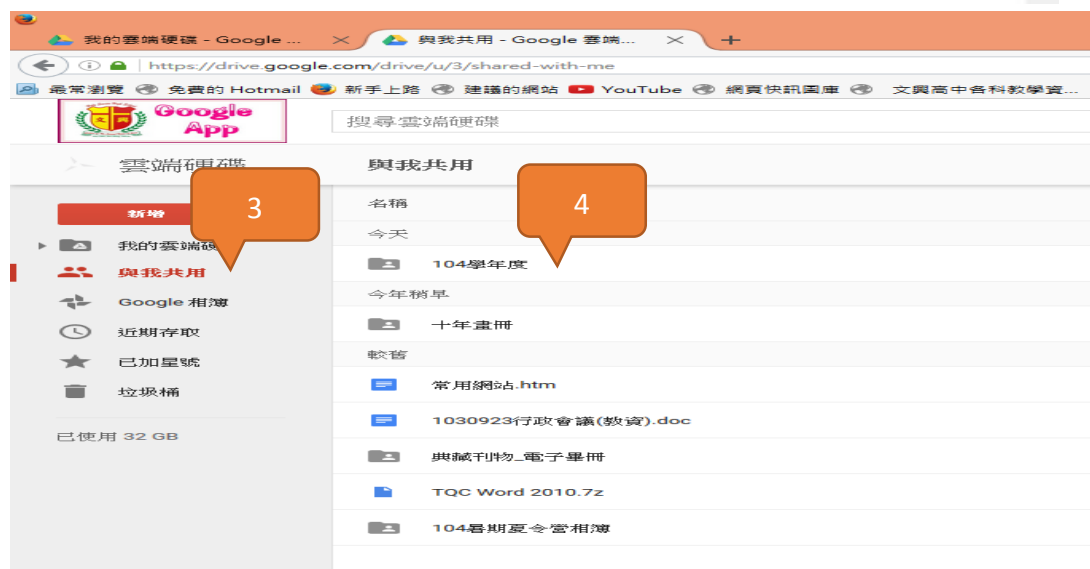 我的雲端硬碟 - Google ...
與我共用 - Google 雲端...
https://drive.google.com/drive/u/3/shared-with-me
最常瀏覽 免費的 Hotmail 新手上路 建議的網站 YouTube 網頁快訊圖庫 文興高中各科教學資...
Google
App
搜尋雲端硬碟
雲端硬碟
與我共用
新增
3
4
名稱
我的雲端硬
今天
與我共用
104學年度
Google 相簿
今年稍早
近期存取
十年畫冊
已加星號
較舊
垃圾桶
常用網站.htm
已使用 32 GB
1030923行政會議(教資).doc
典藏刊物_電子畢冊
TQC Word 2010.7z
104暑期夏令營相簿